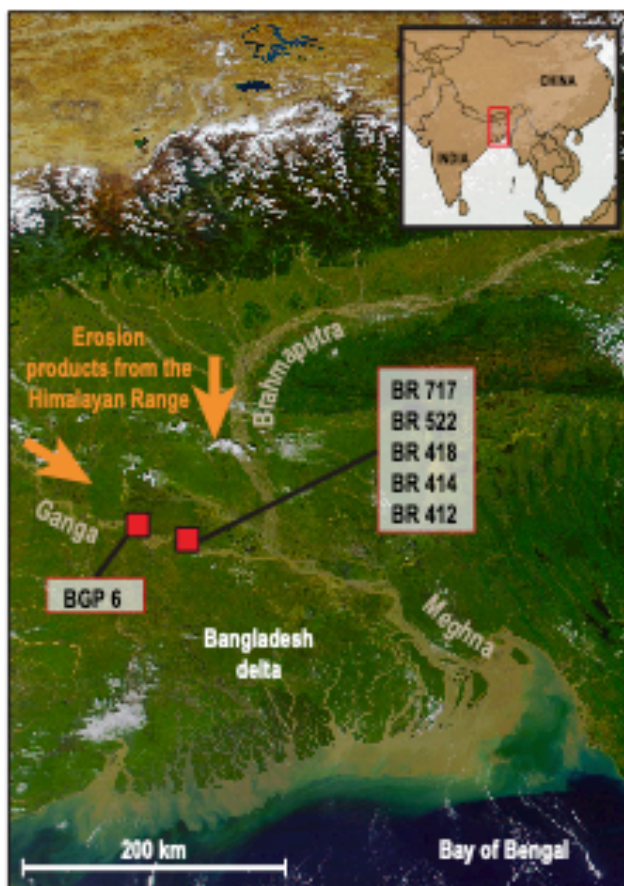 CHINA
INDIA
Erosion
products from the
Himalayan Range
Brahmaputra
BR 717
BR 522
BR 418
BR 414
BR 412
Ganga
BGP 6
Bangladesh
delta
Meghna
200 km
Bay of Bengal